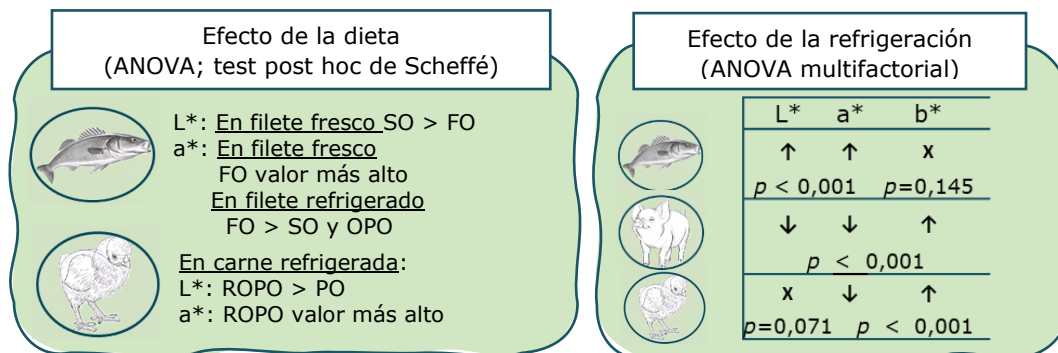 Efecto de la dieta
(ANOVA; test post hoc de Scheffé)
L*: En filete fresco SO > FO
a*: En filete fresco
FO valor más alto
En filete refrigerado
FO > SO y OPO
En carne refrigerada:
L*: ROPO > PO
a*: ROPO valor más alto
Efecto de la refrigeración
(ANOVA multifactorial)
L* a* b*
↑ ↑ x
p < 0,001 p=0,145
↓ ↓ ↑
p < 0,001
x ↓ ↑
p=0,071 p < 0,001